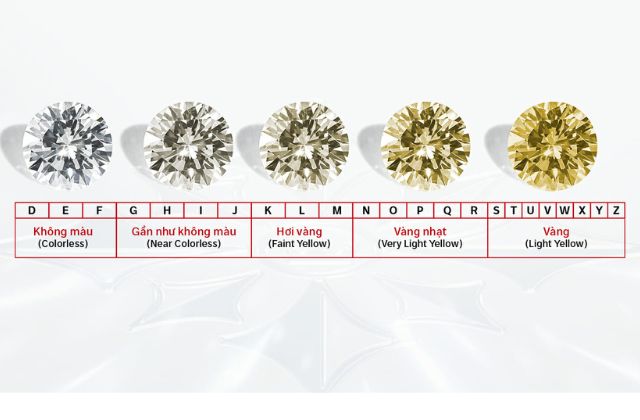 D E F G H I J K L M N O P Q R S T U V W X Y Z
Không màu Gần như không màu Hơi vàng Vàng nhạt Vàng
(Colorless) (Near Colorless) (Faint Yellow) (Very Light Yellow) (Light Yellow)